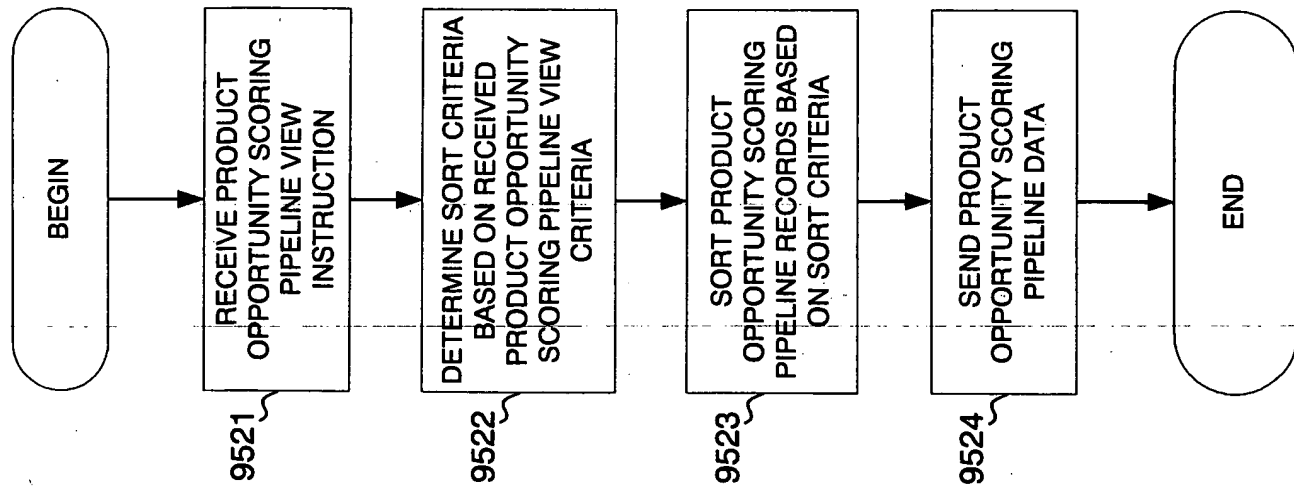 BEGIN
9521
RECEIVE PRODUCT
OPPORTUNITY SCORING
PIPELINE VIEW
INSTRUCTION
9522
DETERMINE SORT CRITERIA
BASED ON RECEIVED
PRODUCT OPPORTUNITY
SCORING PIPELINE VIEW
CRITERIA
9523
SORT PRODUCT
OPPORTUNITY SCORING
PIPELINE RECORDS BASED
ON SORT CRITERIA
9524
SEND PRODUCT
OPPORTUNITY SCORING
PIPELINE DATA
END